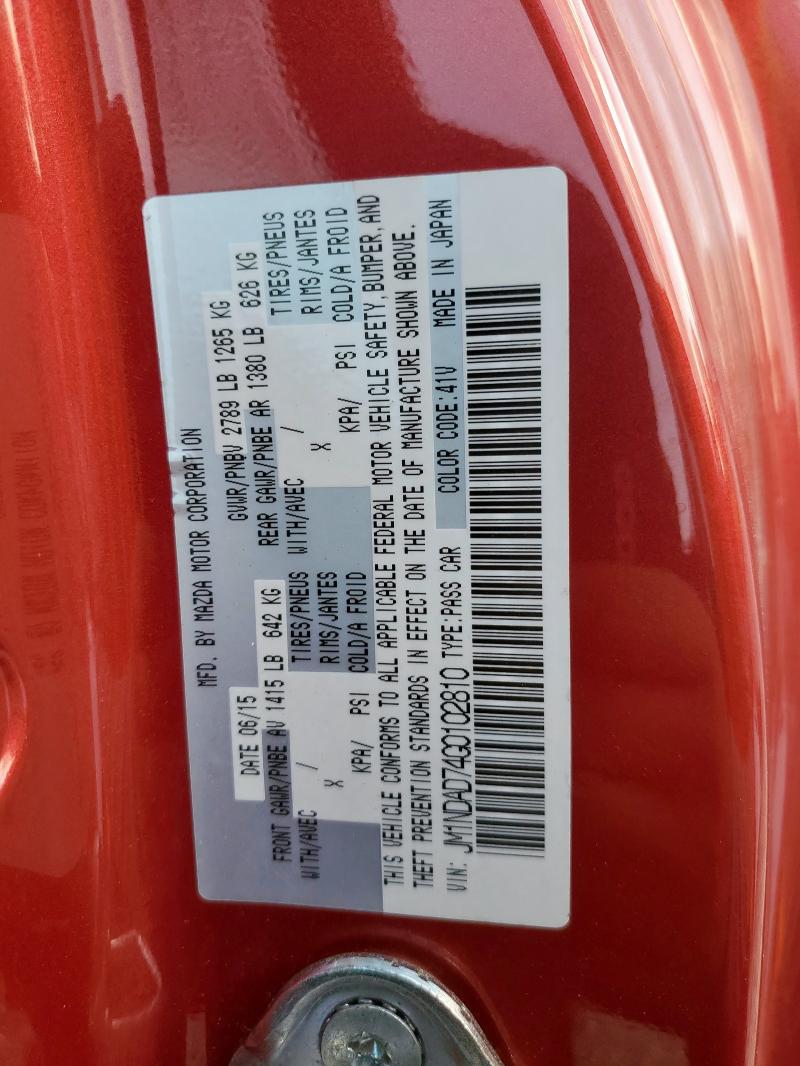 MFD. BY MAZDA MOTOR CORPORATION
DATE 06/15 GVWR/PNBV 2789 LB 1265 KG
FRONT GAWR/PNBE AV 1415 LB 642 KG REAR GAWR/PNBE AR 1380 LB 626 KG
WITH/AVEC / TIRES/PNEUS WITH/AVEC / TIRES/PNEUS
X RIMS/JANTES X RIMS/JANTES
KPA/ PSI COLD/A FROID KPA/ PSI COLD/A FROID
THIS VEHICLE CONFORMS TO ALL APPLICABLE FEDERAL MOTOR VEHICLE SAFETY, BUMPER, AND
THEFT PREVENTION STANDARDS IN EFFECT ON THE DATE OF MANUFACTURE SHOWN ABOVE.
COLOR CODE:41V MADE IN JAPAN
VIN: JM1NDAD74G0102810 TYPE:PASS CAR